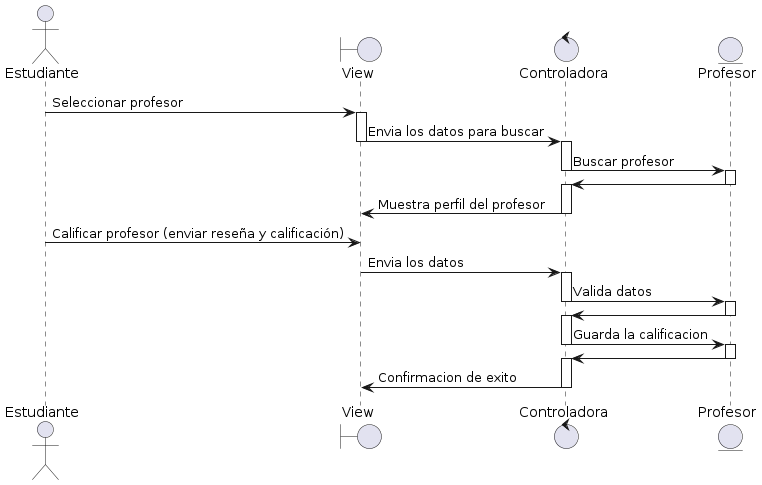 Estudiante
View
Controladora
Profesor
Seleccionar profesor
Envia los datos para buscar
Buscar profesor
Muestra perfil del profesor
Calificar profesor (enviar reseña y calificación)
Envia los datos
Valida datos
Guarda la calificacion
Confirmacion de exito
Estudiante
View
Controladora
Profesor